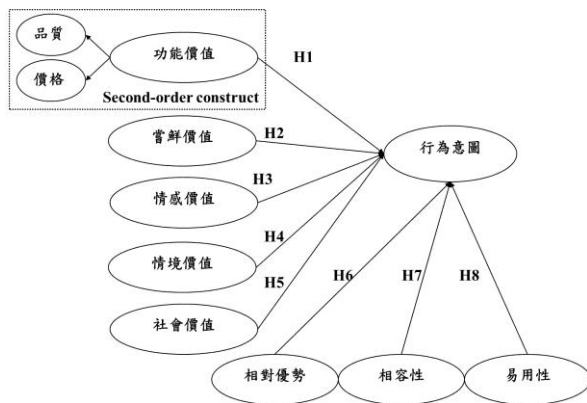 品質
價格
功能價值
Second-order construct
H1
嘗鮮價值
H2
行為意圖
情感價值
H3
情境價值
H4
社會價值
H5
H6
H7
H8
相對優勢
相容性
易用性